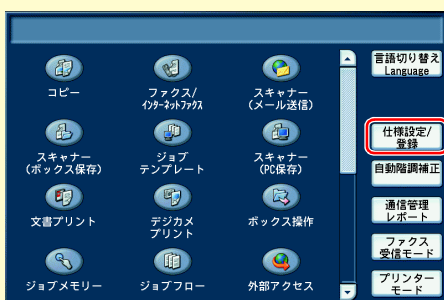 言語切り替え
Language
コピー
ファクス/
インターネットファクス
スキャナー
(メール送信)
仕様設定/
登録
スキャナー
(ボックス保存)
ジョブ
テンプレート
スキャナー
(PC保存)
自動階調補正
文書プリント
デジカメ
プリント
ボックス操作
通信管理
レポート
ファクス
受信モード
ジョブメモリー
ジョブフロー
外部アクセス
プリンター
モード